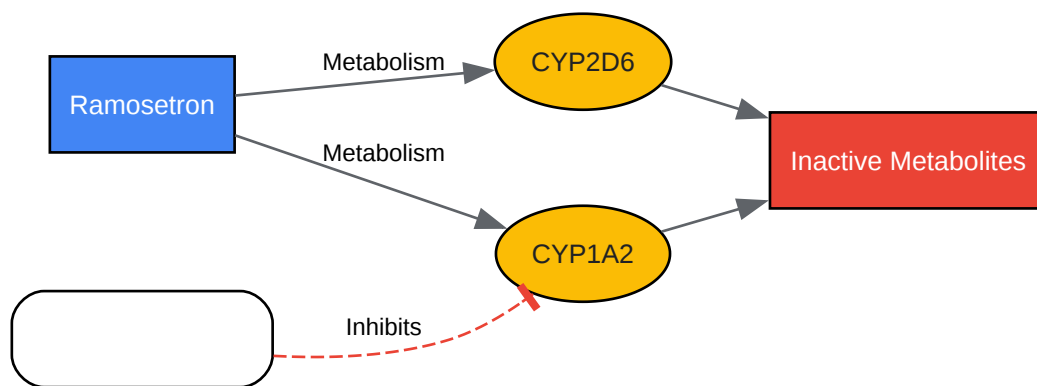 Metabolism
CYP2D6
Ramosetron
Metabolism
Inactive Metabolites
CYP1A2
Inhibits